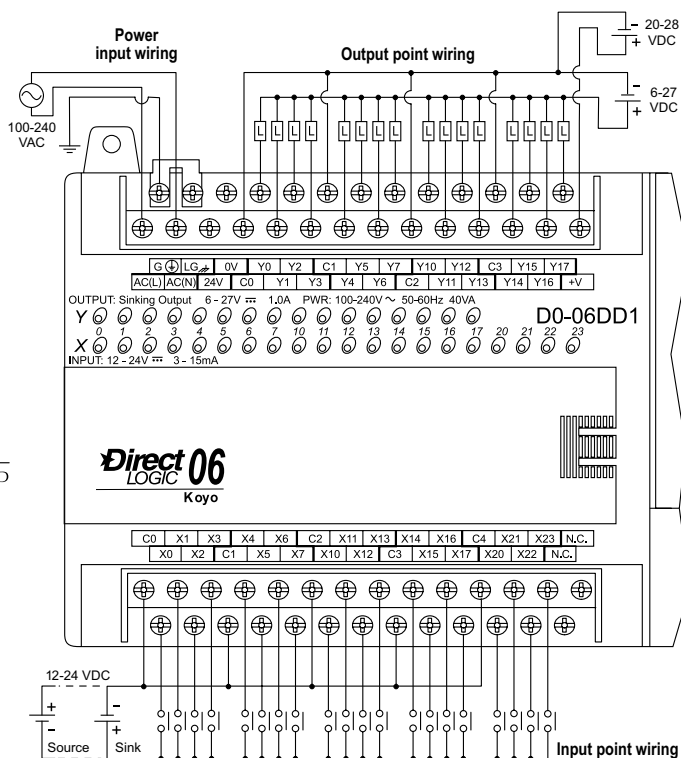 Power
input wiring
Output point wiring
20-28
VDC
6-27
VDC
100-240
VAC
L L L L L L L L L L L L L L L L
G LG 0V Y0 Y2 C1 Y5 Y7 Y10 Y12 C3 Y15 Y17
AC(L) AC(N) 24V C0 Y1 Y3 Y4 Y6 C2 Y11 Y13 Y14 Y16 +V
OUTPUT: Sinking Output 6 - 27V 1.0A PWR: 100-240V ~ 50-60Hz 40VA
Y
D0-06DD1
0 1 2 3 4 5 6 7 10 11 12 13 14 15 16 17 20 21 22 23
X
INPUT: 12 - 24V 3 - 15mA
Direct
LOGIC 06
Koyo
C0 X1 X3 X4 X6 C2 X11 X13 X14 X16 C4 X21 X23 N.C.
X0 X2 C1 X5 X7 X10 X12 C3 X15 X17 X20 X22 N.C.
12-24 VDC
Source
Sink
Input point wiring